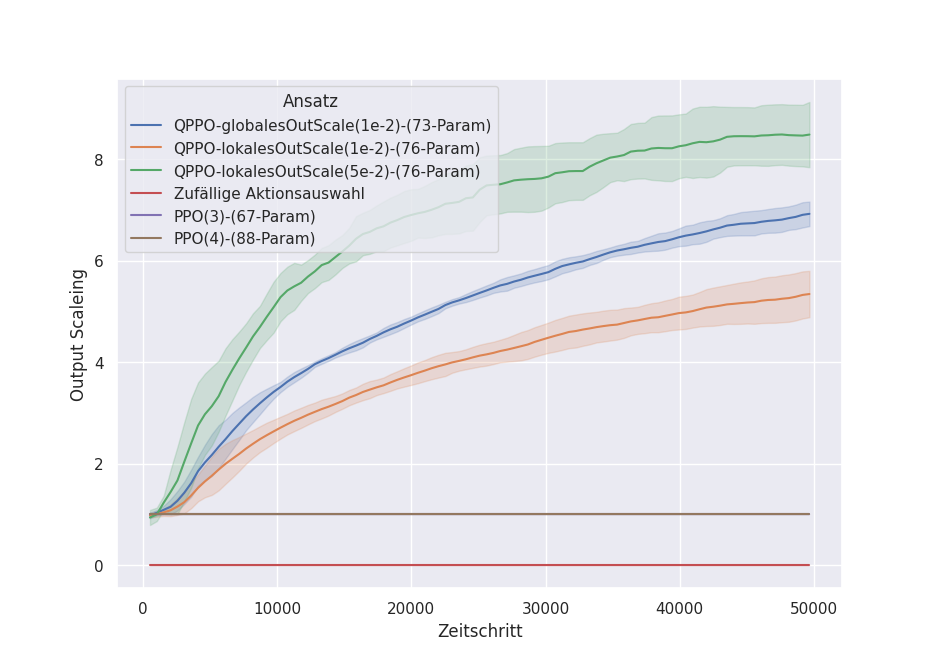 Ansatz
QPPO-globalesOutScale(1e-2)-(73-Param)
QPPO-lokalesOutScale(1e-2)-(76-Param)
QPPO-lokalesOutScale(5e-2)-(76-Param)
Zufällige Aktionsauswahl
PPO(3)-(67-Param)
PPO(4)-(88-Param)
Output Scaleing
8
6
4
2
0
0 10000 20000 30000 40000 50000
Zeitschritt